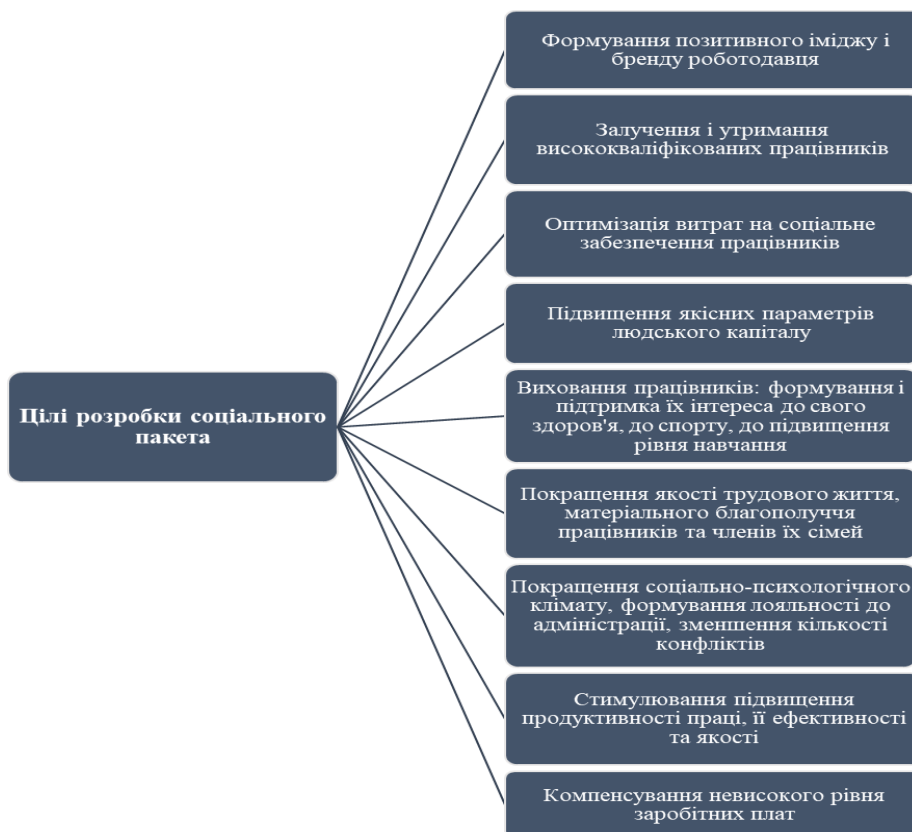 Цілі розробки соціального
пакета
Формування позитивного іміджу і
бренду роботодавця
Залучення і утримання
висококваліфікованих працівників
Оптимізація витрат на соціальне
забезпечення працівників
Підвищення якісних параметрів
людського капіталу
Виховання працівників: формування і
підтримка їх інтереса до свого
здоров'я, до спорту, до підвищення
рівня навчання
Покращення якості трудового життя,
матеріального благополуччя
працівників та членів їх сімей
Покращення соціально-психологічного
клімату, формування лояльності до
адміністрації, зменшення кількості
конфліктів
Стимулювання підвищення
продуктивності праці, її ефективності
та якості
Компенсування невисокого рівня
заробітних плат